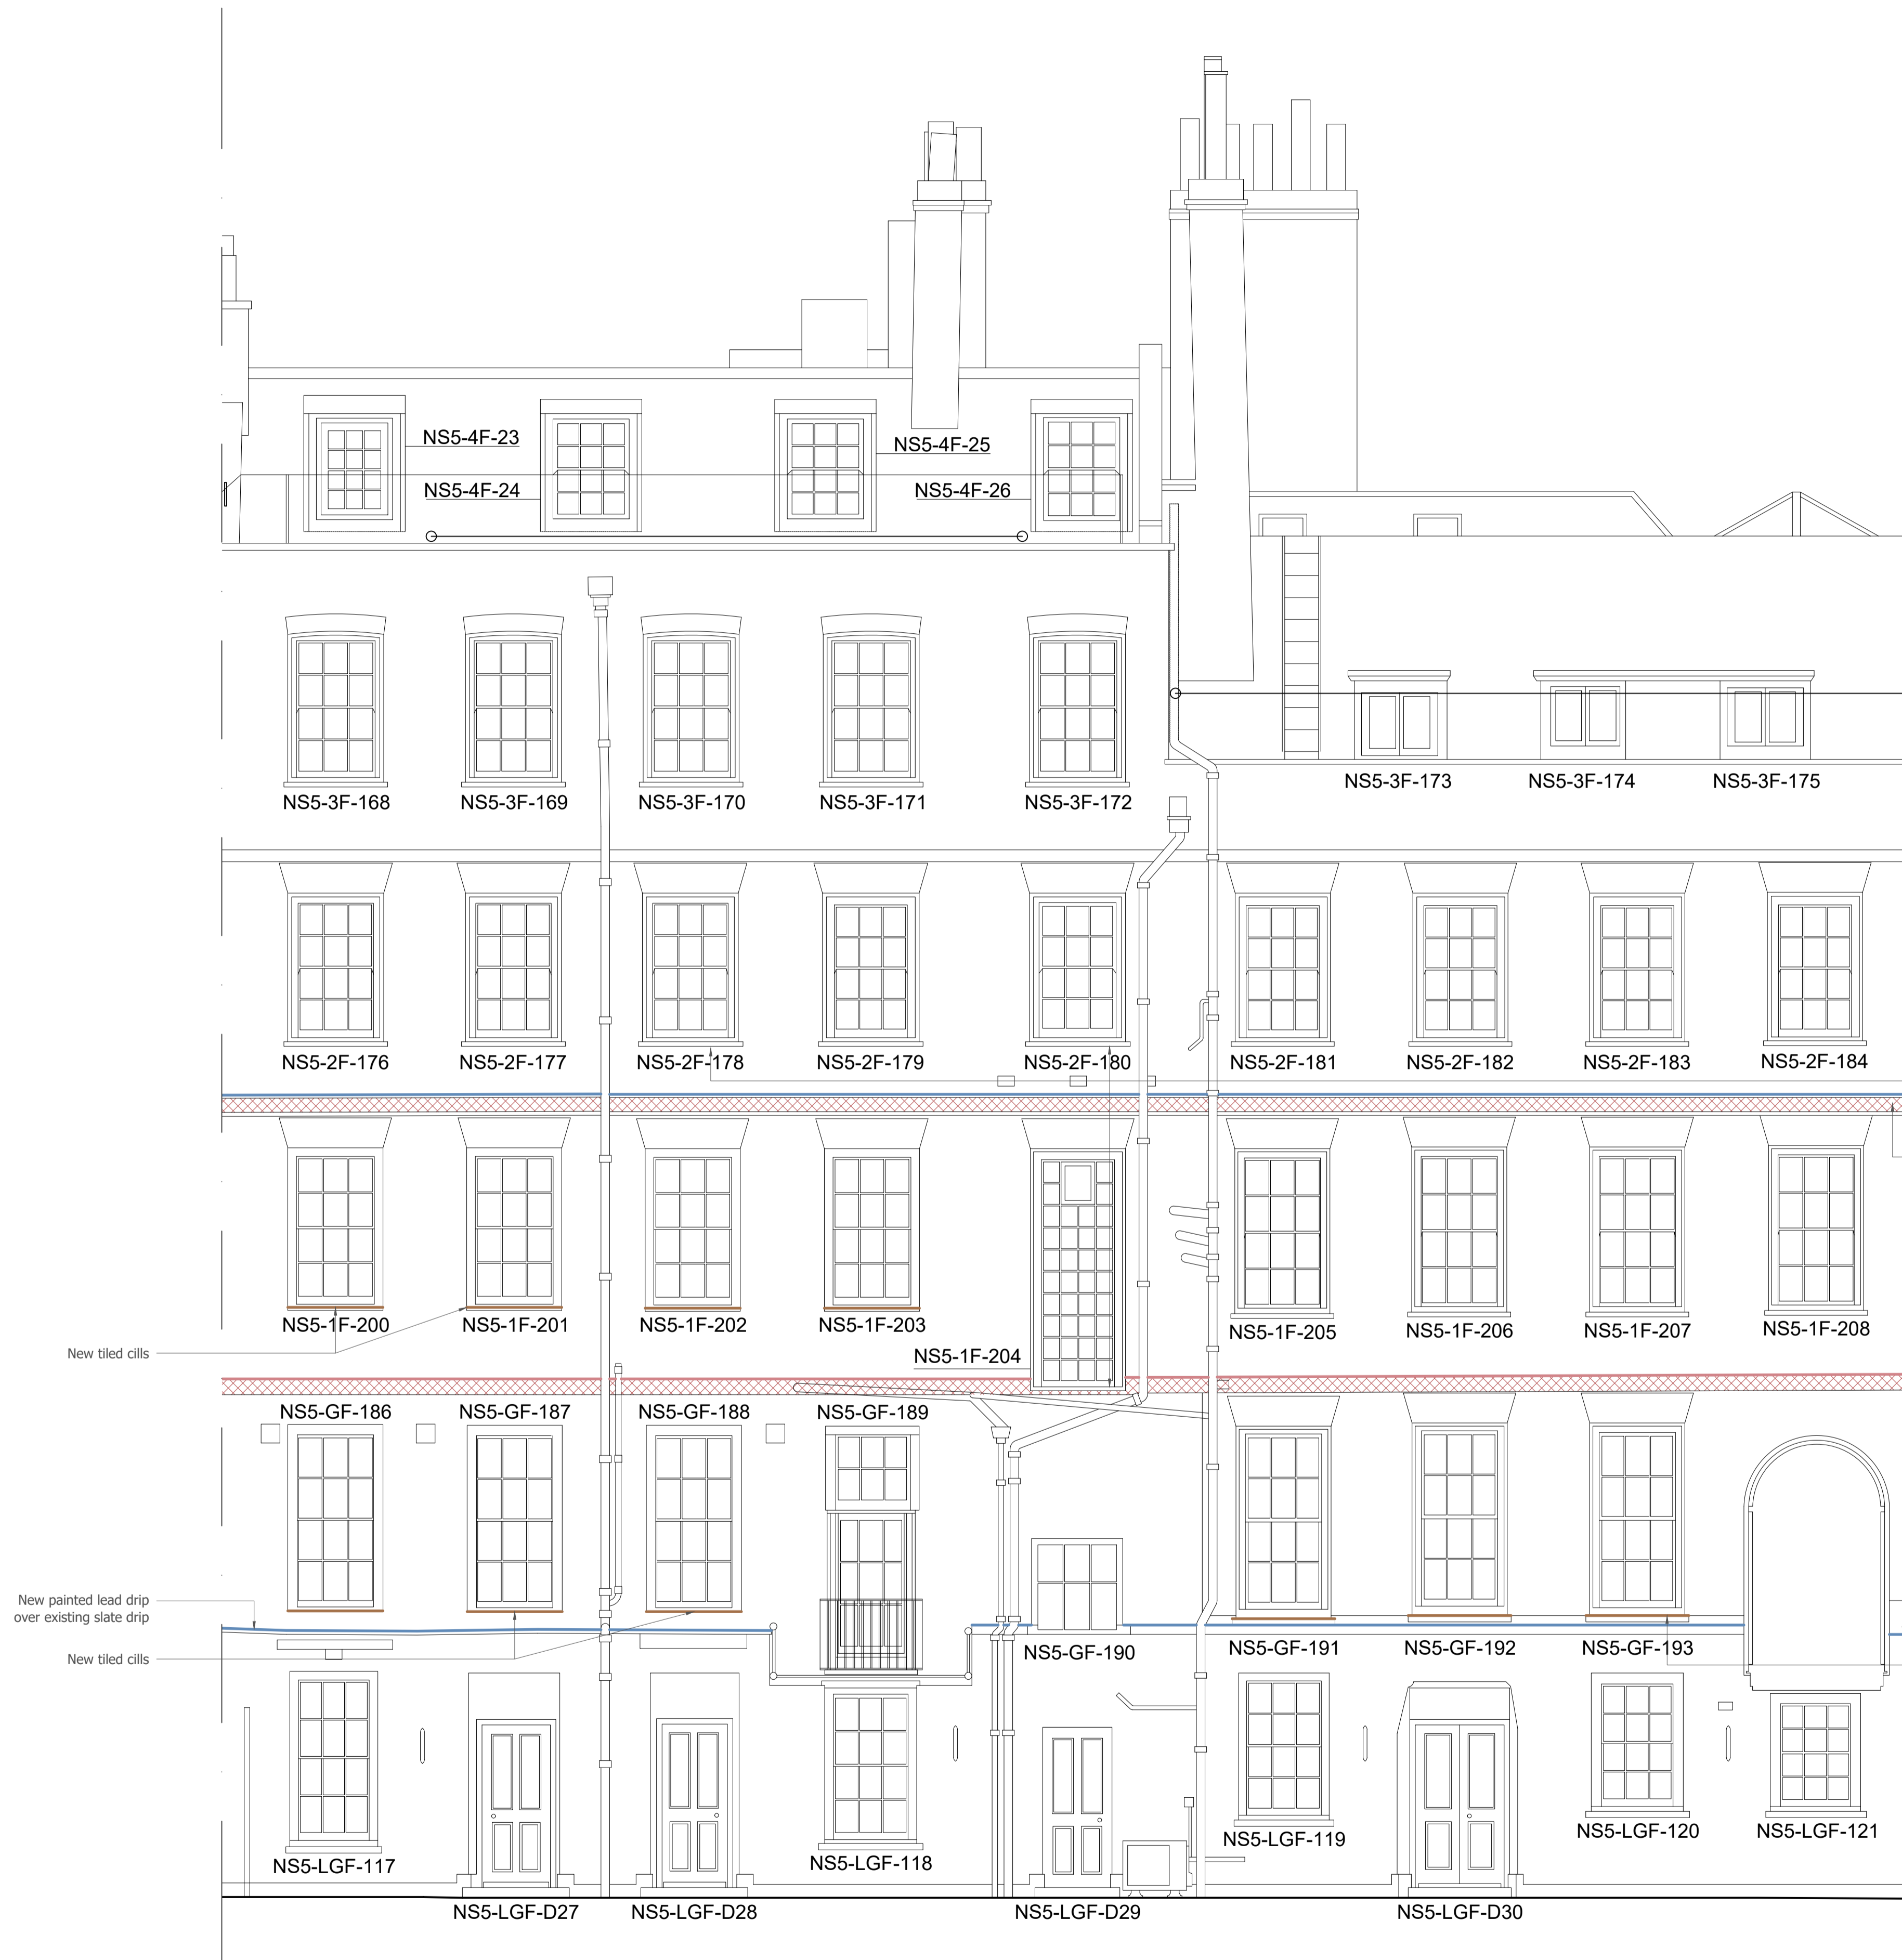 NS5-4F-23
NS5-4F-25
NS5-4F-24
NS5-4F-26
NS5-3F-173
NS5-3F-174
NS5-3F-175
NS5-3F-168
NS5-3F-169
NS5-3F-170
NS5-3F-171
NS5-3F-172
NS5-2F-176
NS5-2F-177
NS5-2F-178
NS5-2F-179
NS5-2F-180
NS5-2F-181
NS5-2F-182
NS5-2F-183
NS5-2F-184
NS5-1F-200
NS5-1F-201
NS5-1F-202
NS5-1F-203
NS5-1F-205
NS5-1F-206
NS5-1F-207
NS5-1F-208
New tiled cills
NS5-1F-204
NS5-GF-186
NS5-GF-187
NS5-GF-188
NS5-GF-189
New painted lead drip
over existing slate drip
NS5-GF-190
NS5-GF-191
NS5-GF-192
NS5-GF-193
New tiled cills
NS5-LGF-117
NS5-LGF-118
NS5-LGF-119
NS5-LGF-120
NS5-LGF-121
NS5-LGF-D27
NS5-LGF-D28
NS5-LGF-D29
NS5-LGF-D30